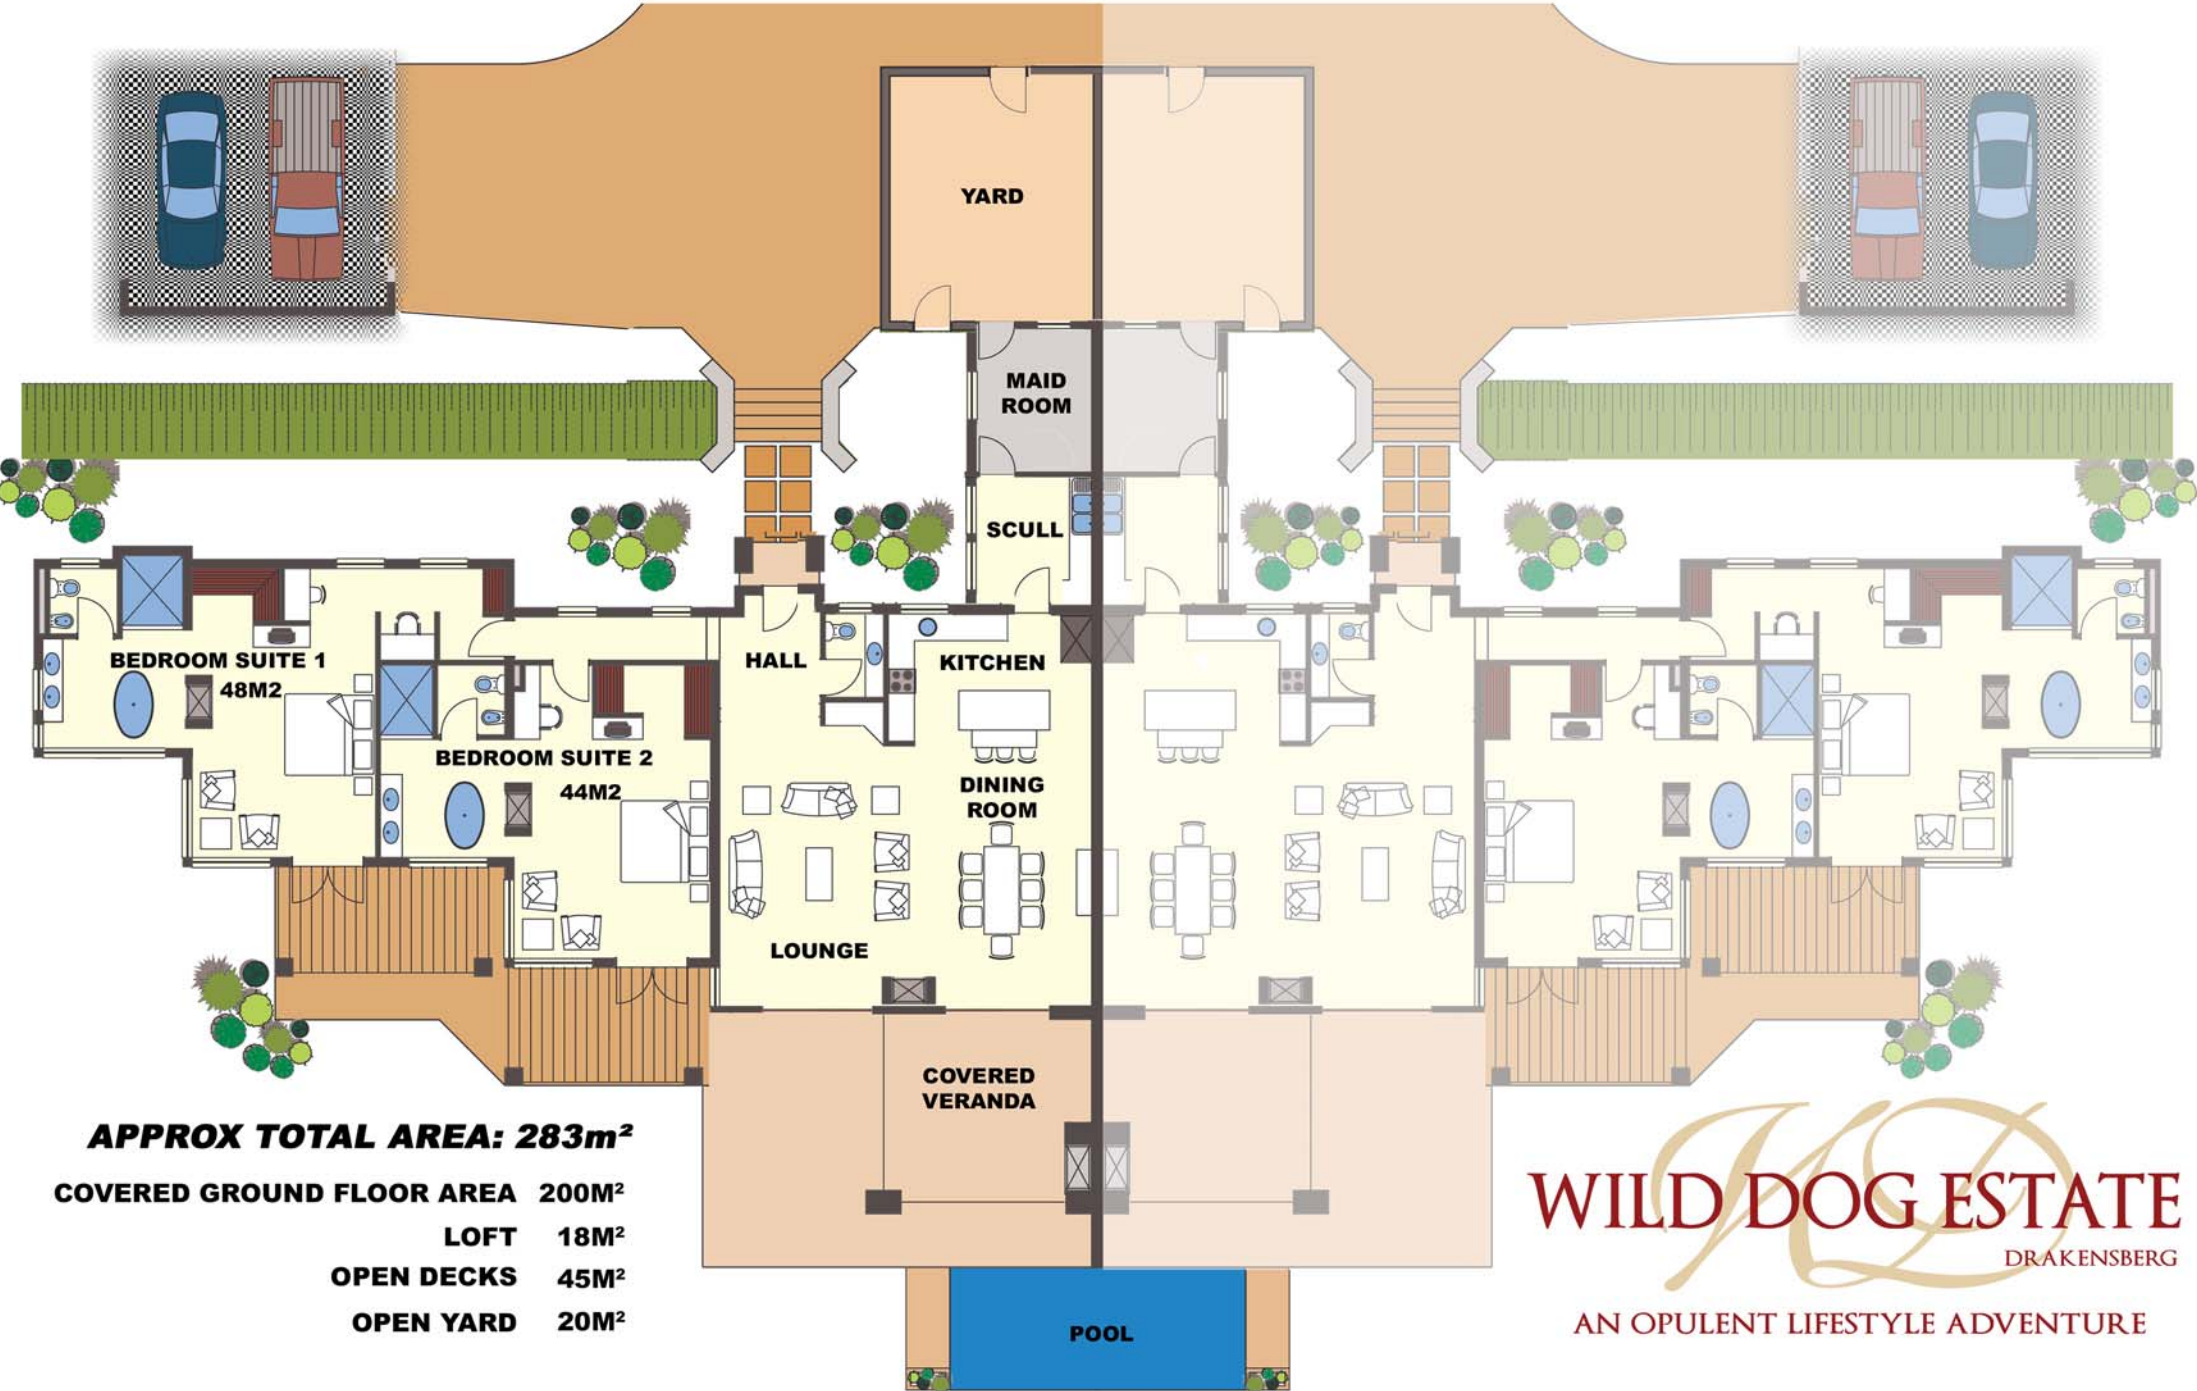 YARD
MAID
ROOM
SCULL
BEDROOM SUITE 1
48M2
HALL
KITCHEN
BEDROOM SUITE 2
44M2
DINING
ROOM
LOUNGE
COVERED
VERANDA
APPROX TOTAL AREA: 283m²
COVERED GROUND FLOOR AREA 200M²
LOFT 18M²
OPEN DECKS 45M²
OPEN YARD 20M²
POOL
WD
WILD DOG ESTATE
DRAKENSBERG
AN OPULENT LIFESTYLE ADVENTURE